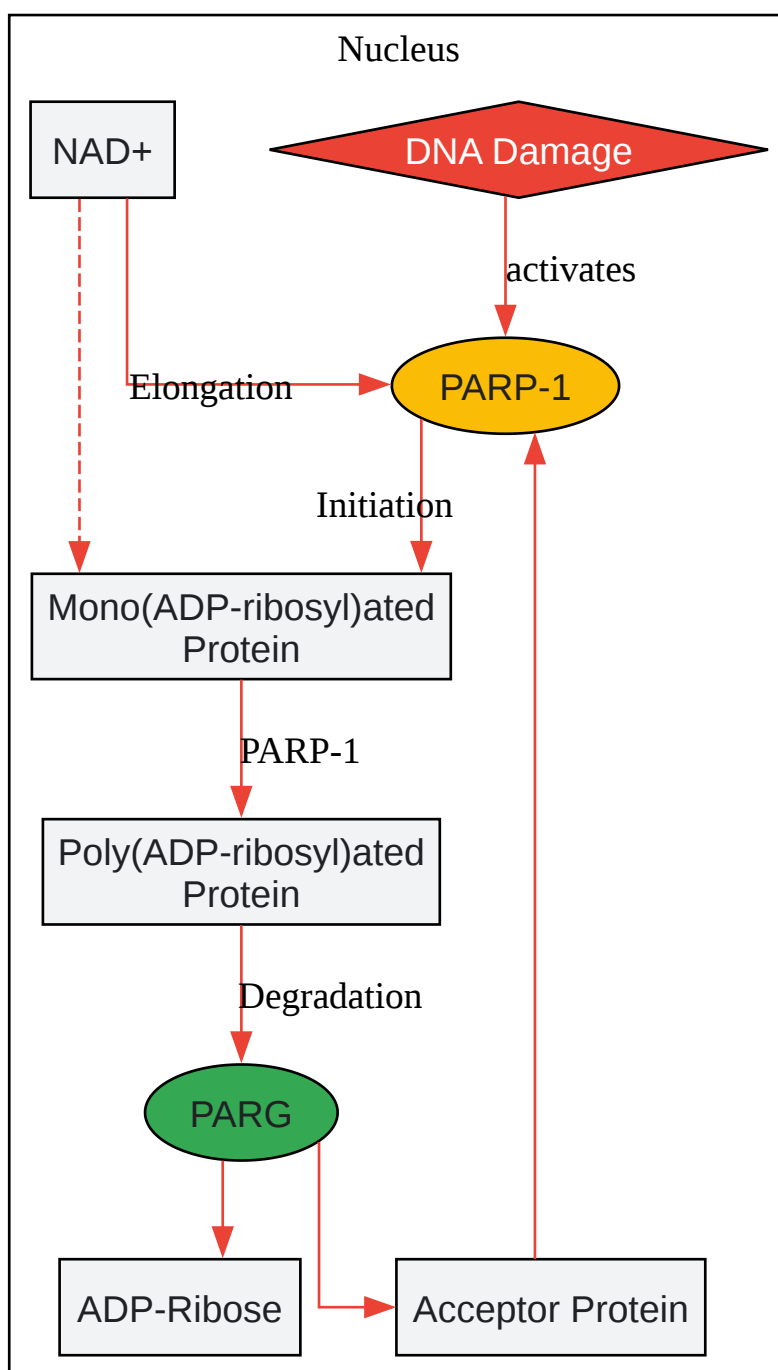 Nucleus
NAD+
DNA Damage
activates
Elongation
PARP-1
Initiation
Mono(ADP-ribosyl)ated
Protein
PARP-1
Poly(ADP-ribosyl)ated
Protein
Degradation
PARG
ADP-Ribose
Acceptor Protein